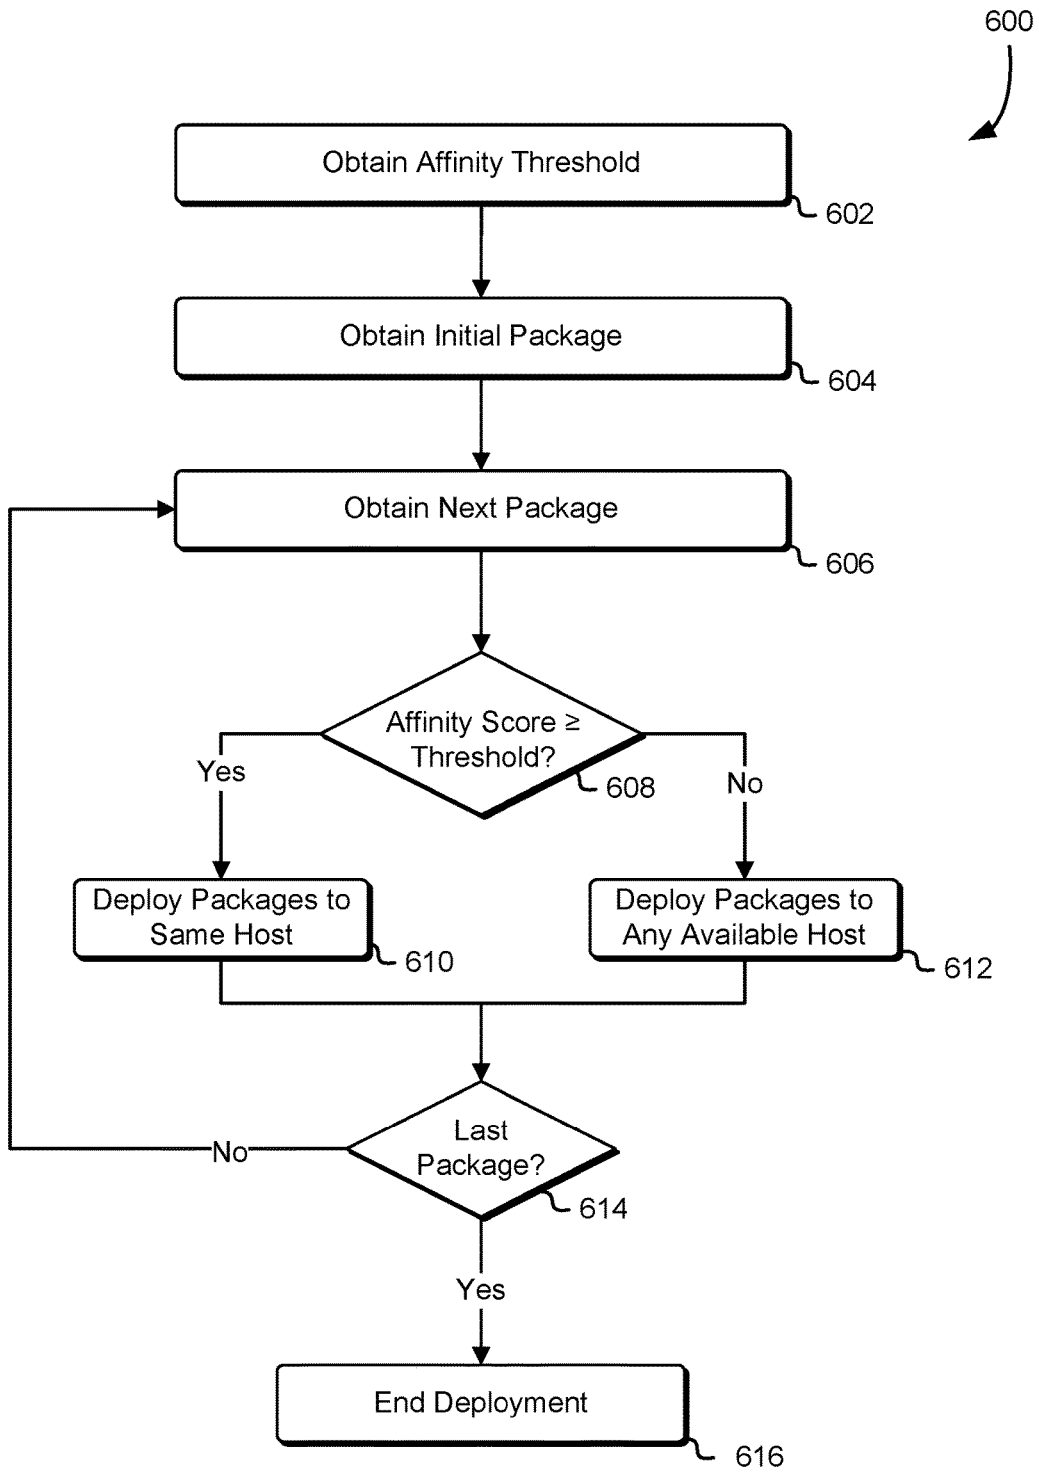 600
Obtain Affinity Threshold
602
Obtain Initial Package
604
Obtain Next Package
606
Affinity Score ≥
Threshold?
608
Yes
No
Deploy Packages to
Same Host
610
Deploy Packages to
Any Available Host
612
Last
Package?
614
No
Yes
End Deployment
616